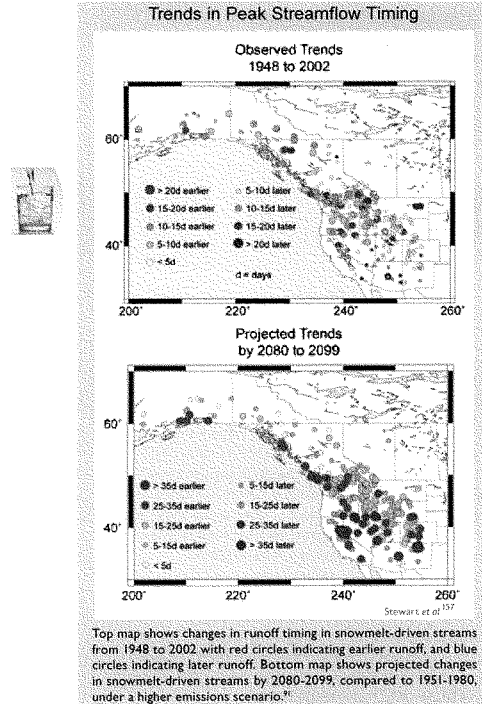 Trends in Peak Streamflow Timing
Observed Trends
1948 to 2002
60°
40°
> 20d earlier
5-10d later
15-20d earlier
10-15d later
10-15d earlier
15-20d later
5-10d earlier
> 20d later
< 5d
d = days
200°
220°
240°
260°
Projected Trends
by 2080 to 2099
60°
40°
> 35d earlier
5-15d later
25-35d earlier
15-25d later
15-25d earlier
25-35d later
5-15d earlier
> 35d later
< 5d
200°
220°
240°
260°
Stewart et al.157
Top map shows changes in runoff timing in snowmelt-driven streams
from 1948 to 2002 with red circles indicating earlier runoff, and blue
circles indicating later runoff. Bottom map shows projected changes
in snowmelt-driven streams by 2080-2099, compared to 1951-1980,
under a higher emissions scenario.91